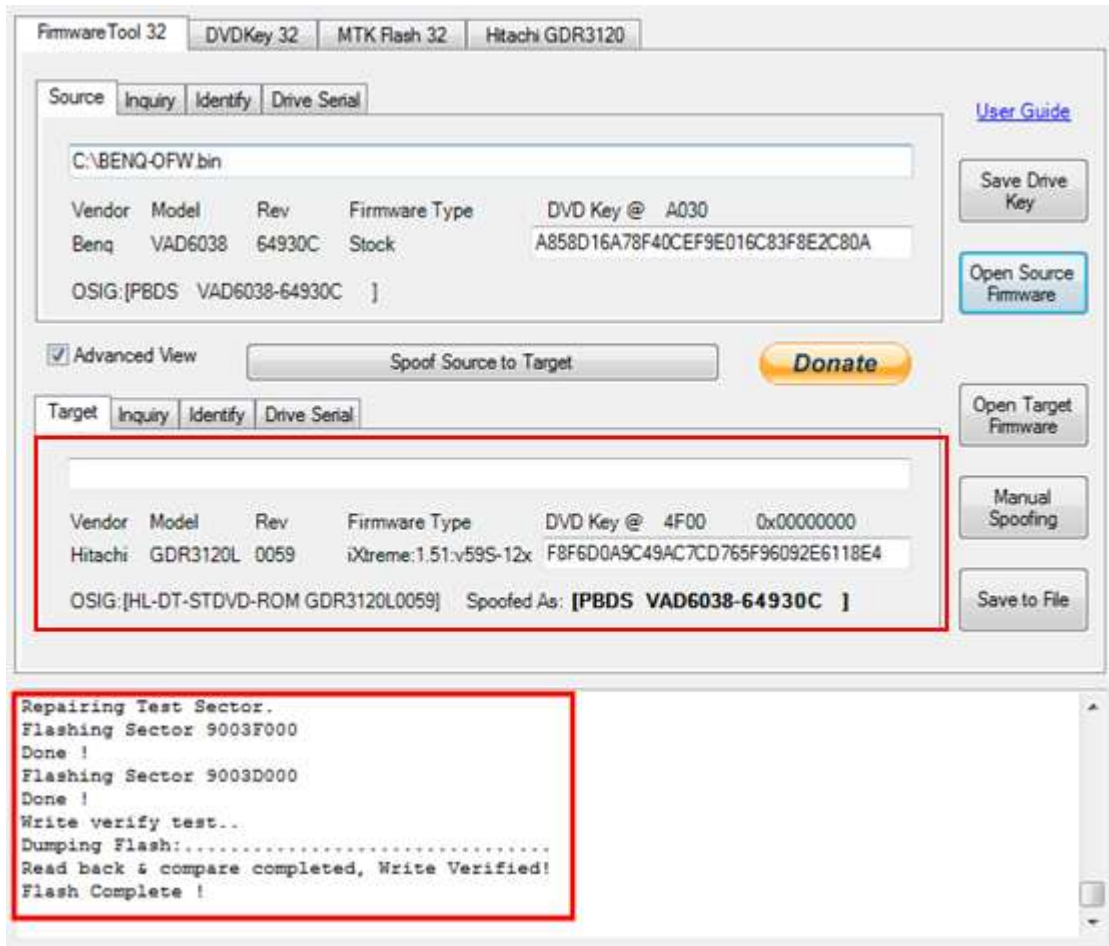 FirmwareTool 32 DVDKey 32 MTK Flash 32 Hitachi GDR3120
Source Inquiry Identify Drive Serial
User Guide
C:\BENQ-OFW.bin
Save Drive
Key
Vendor Model Rev Firmware Type DVD Key @ A030
Benq VAD6038 64930C Stock A858D16A78F40CEF9E016C83F8E2C80A
Open Source
Firmware
OSIG:[PBDS VAD6038-64930C ]
Advanced View Spoof Source to Target Donate
Target Inquiry Identify Drive Serial
Open Target
Firmware
Manual
Spoofing
Vendor Model Rev Firmware Type DVD Key @ 4F00 0x00000000
Hitachi GDR3120L 0059 iXtreme:1.51:v59S-12x F8F6D0A9C49AC7CD765F96092E6118E4
OSIG:[HL-DT-STDVD-ROM GDR3120L0059] Spoofed As: [PBDS VAD6038-64930C ]
Save to File
Repairing Test Sector.
Flashing Sector 9003F000
Done !
Flashing Sector 9003D000
Done !
Write verify test..
Dumping Flash:................................
Read back & compare completed, Write Verified!
Flash Complete !